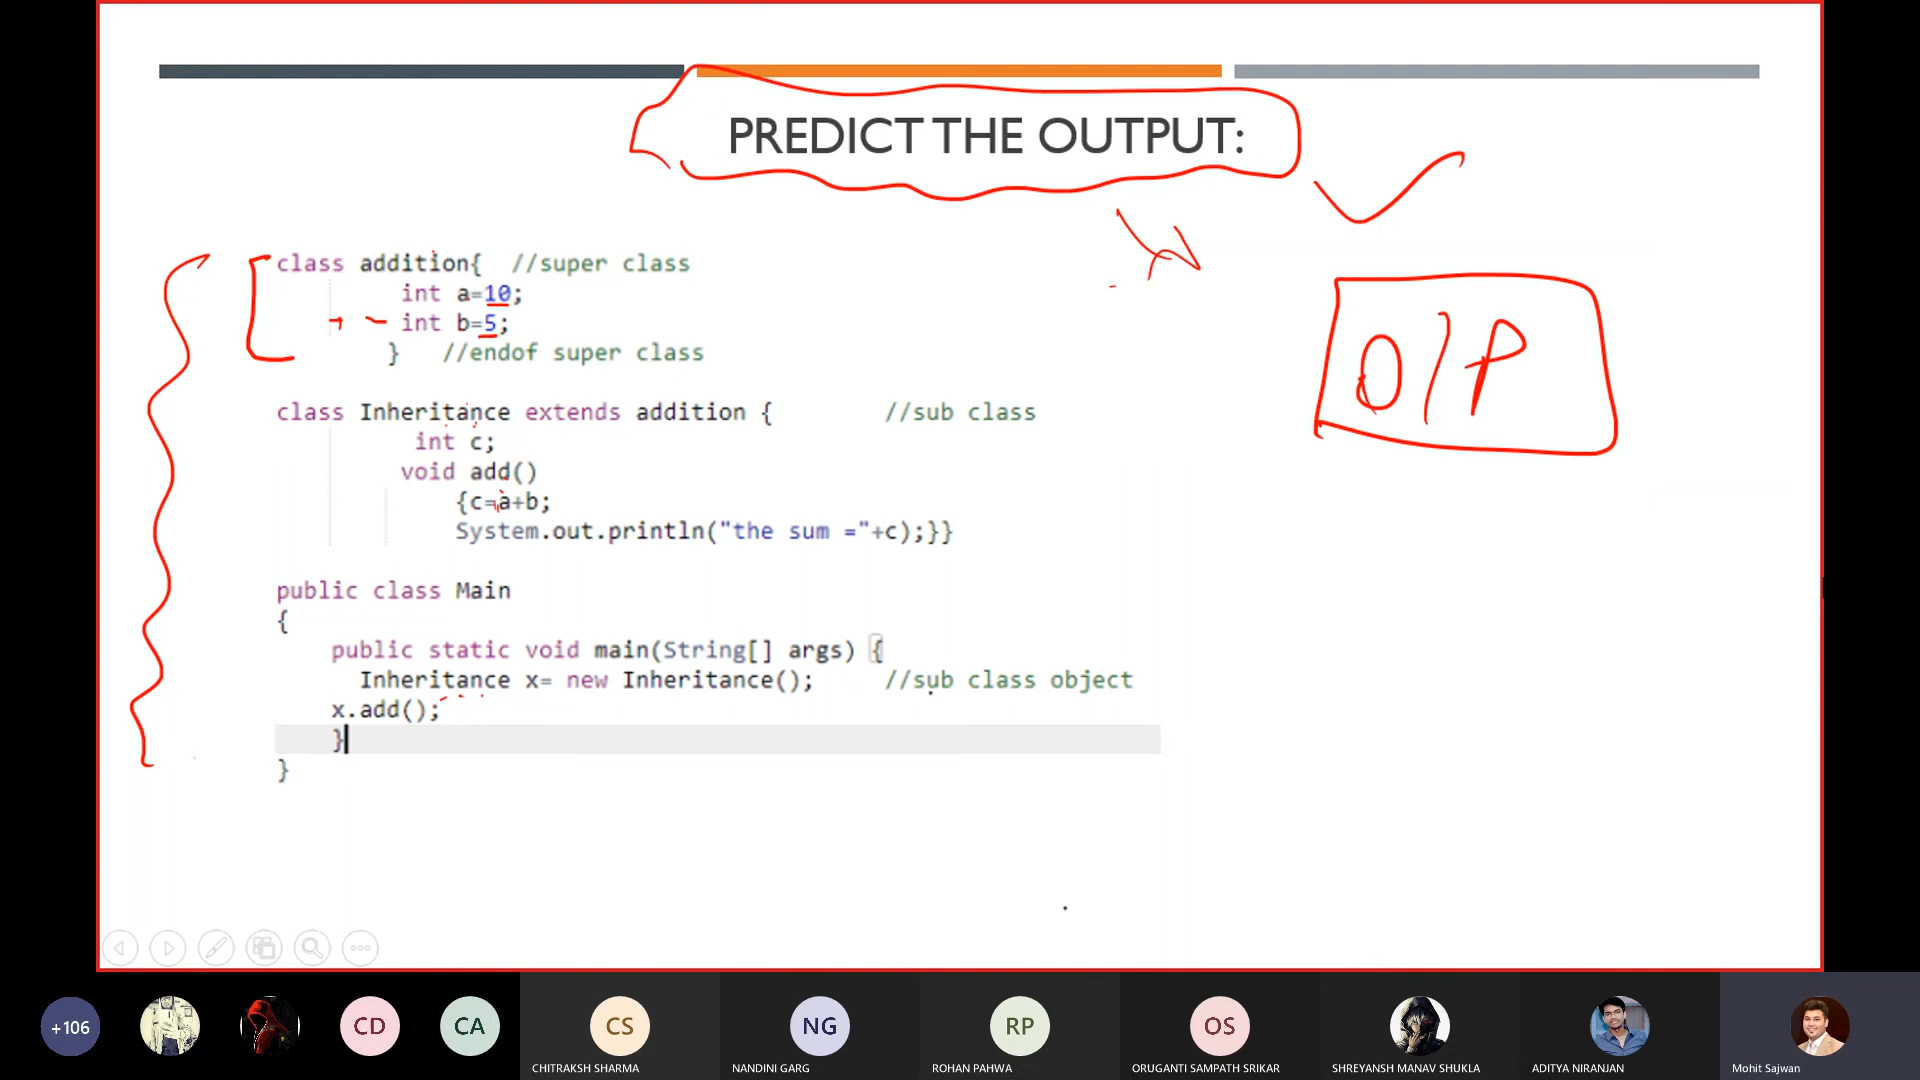 PREDICT THE OUTPUT:
class addition{  //super class
int a=10;
int b=5;
}   //endof super class
O/P
class Inheritance extends addition {        //sub class
int c;
void add()
{c=a+b;
System.out.println("the sum ="+c);}}
public class Main
{
public static void main(String[] args) {
Inheritance x= new Inheritance();     //sub class object
x.add();
}
}
+106
CD
CA
CS
NG
RP
OS
CHITRAKSH SHARMA
NANDINI GARG
ROHAN PAHWA
ORUGANTI SAMPATH SRIKAR
SHREYANSH MANAV SHUKLA
ADITYA NIRANJAN
Mohit Sajwan